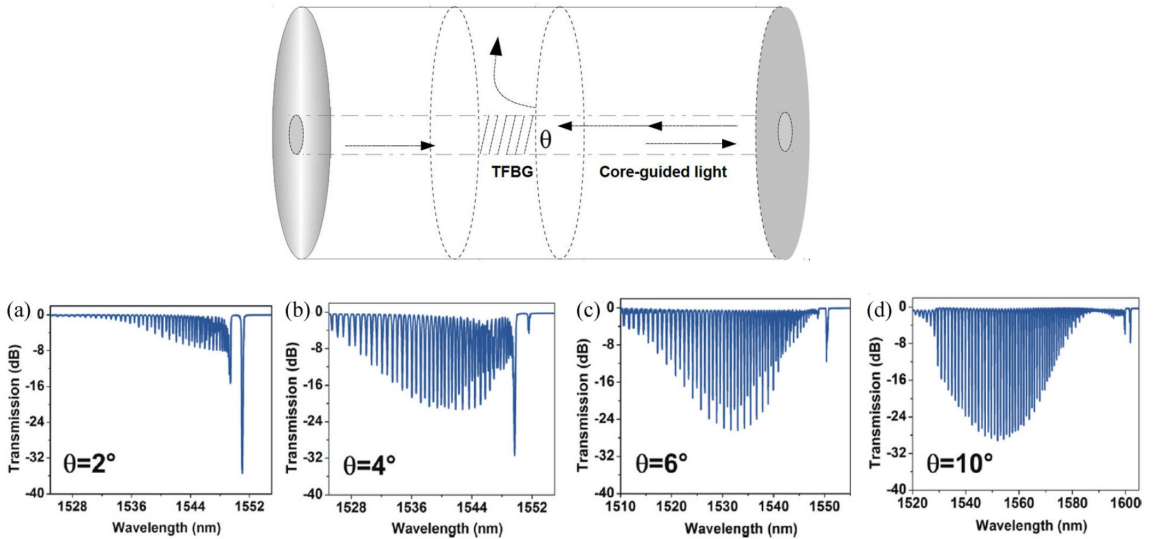 θ
TFBG
Core-guided light
(a)
0
-8
-16
-24
-32
-40
Transmission (dB)
θ=2°
1528 1536 1544 1552
Wavelength (nm)
(b)
0
-8
-16
-24
-32
-40
Transmission (dB)
θ=4°
1528 1536 1544 1552
Wavelength (nm)
(c)
0
-8
-16
-24
-32
-40
Transmission (dB)
θ=6°
1510 1520 1530 1540 1550
Wavelength (nm)
(d)
0
-8
-16
-24
-32
-40
Transmission (dB)
θ=10°
1520 1540 1560 1580 1600
Wavelength (nm)